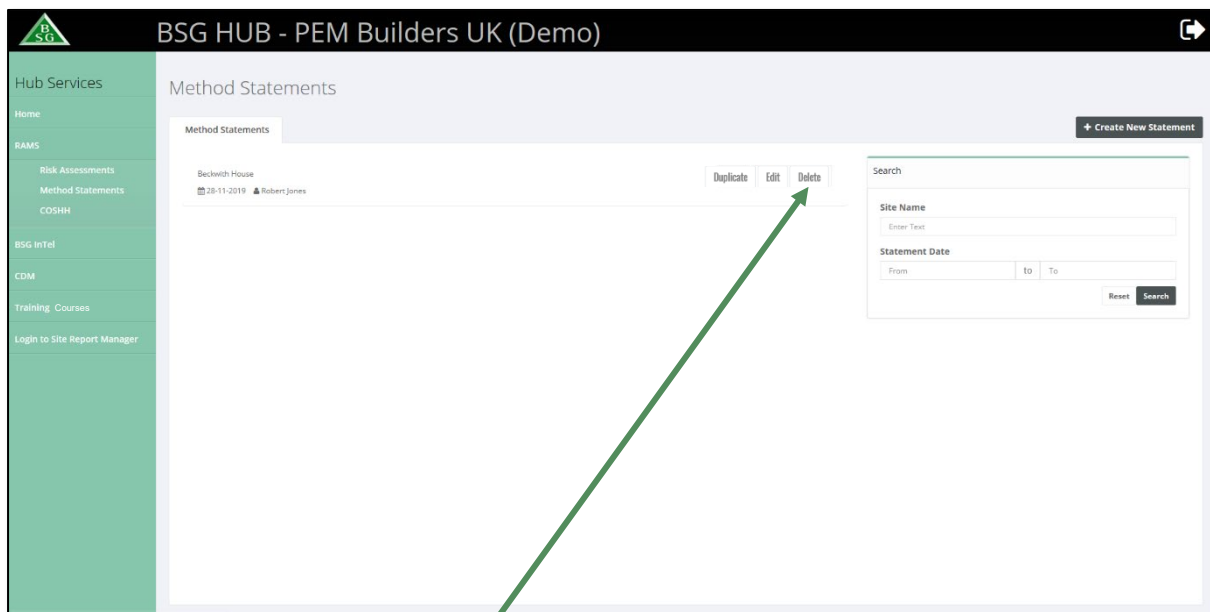 BSG
BSG HUB - PEM Builders UK (Demo)
Hub Services
Home
RAMS
Risk Assessments
Method Statements
COSHH
BSG InTel
CDM
Training Courses
Login to Site Report Manager
Method Statements
Method Statements
+ Create New Statement
Beckwith House
28-11-2019 Robert Jones
Duplicate Edit Delete
Search
Site Name
Enter Text
Statement Date
From to To
Reset Search